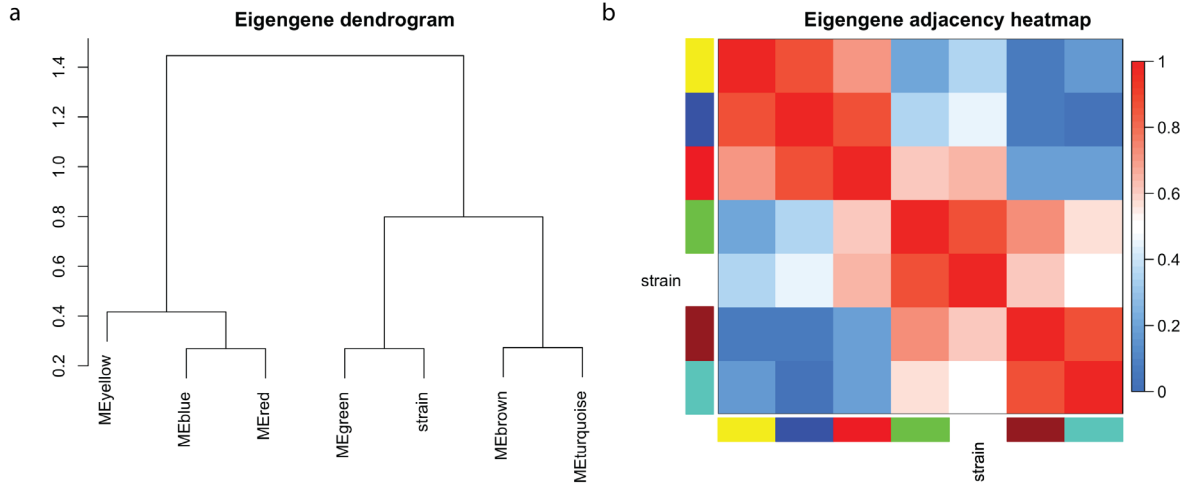 a
Eigengene dendrogram
1.4
1.2
1.0
0.8
0.6
0.4
0.2
MEyellow
MEblue
MEred
MEgreen
strain
MEbrown
MEturquoise
b
Eigengene adjacency heatmap
strain
strain
1
0.8
0.6
0.4
0.2
0